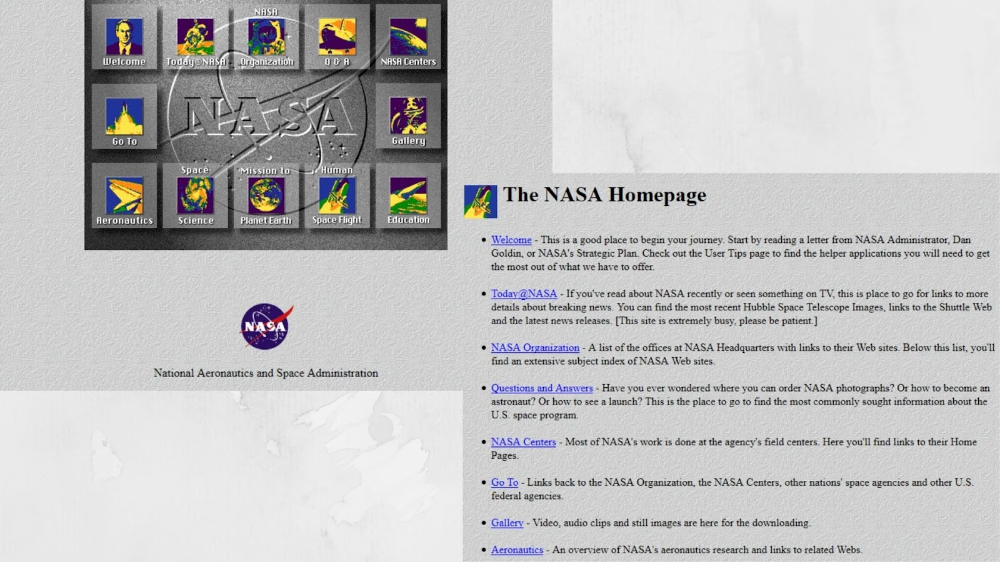 NASA
Welcome
Today@NASA
Organization
Q & A
NASA Centers
NASA
Go To
Gallery
Space
Mission to
Human
Aeronautics
Science
Planet Earth
Space Flight
Education
NASA
National Aeronautics and Space Administration
The NASA Homepage
• Welcome - This is a good place to begin your journey. Start by reading a letter from NASA Administrator, Dan
Goldin, or NASA's Strategic Plan. Check out the User Tips page to find the helper applications you will need to get
the most out of what we have to offer.
• Today@NASA - If you've read about NASA recently or seen something on TV, this is place to go for links to more
details about breaking news. You can find the most recent Hubble Space Telescope Images, links to the Shuttle Web
and the latest news releases. [This site is extremely busy, please be patient.]
• NASA Organization - A list of the offices at NASA Headquarters with links to their Web sites. Below this list, you'll
find an extensive subject index of NASA Web sites.
• Questions and Answers - Have you ever wondered where you can order NASA photographs? Or how to become an
astronaut? Or how to see a launch? This is the place to go to find the most commonly sought information about the
U.S. space program.
• NASA Centers - Most of NASA's work is done at the agency's field centers. Here you'll find links to their Home
Pages.
• Go To - Links back to the NASA Organization, the NASA Centers, other nations' space agencies and other U.S.
federal agencies.
• Gallery - Video, audio clips and still images are here for the downloading.
• Aeronautics - An overview of NASA's aeronautics research and links to related Webs.